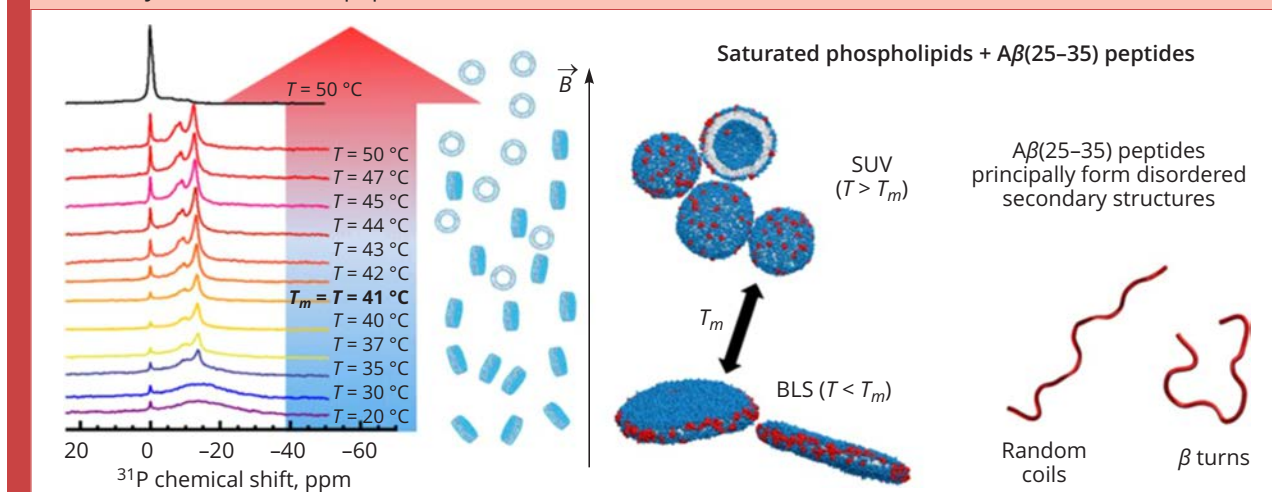 T = 50 °C
T = 50 °C
T = 47 °C
T = 45 °C
T = 44 °C
T = 43 °C
T = 42 °C
Tm = T = 41 °C
T = 40 °C
T = 37 °C
T = 35 °C
T = 30 °C
T = 20 °C
20 0 −20 −40 −60
³¹P chemical shift, ppm
B
Saturated phospholipids + Aβ(25–35) peptides
SUV
(T > Tm)
Aβ(25–35) peptides
principally form disordered
secondary structures
Tm
BLS (T < Tm)
Random
coils
β turns